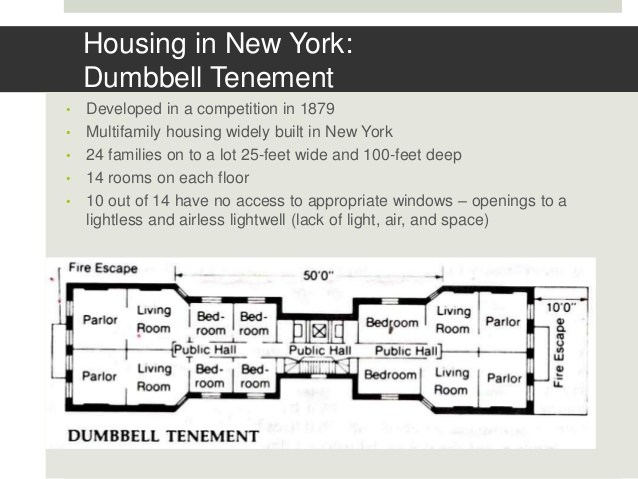 Housing in New York:
Dumbbell Tenement
• Developed in a competition in 1879
• Multifamily housing widely built in New York
• 24 families on to a lot 25-feet wide and 100-feet deep
• 14 rooms on each floor
• 10 out of 14 have no access to appropriate windows – openings to a
lightless and airless lightwell (lack of light, air, and space)
Fire Escape
50'0"
10'0"
Parlor
Living
Room
Bed-
room
Bed-
room
Bedroom
Living
Room
Parlor
Fire Escape
Public Hall
Public Hall
Public Hall
Parlor
Living
Room
Bed-
room
Bed-
room
Bedroom
Living
Room
Parlor
DUMBBELL TENEMENT